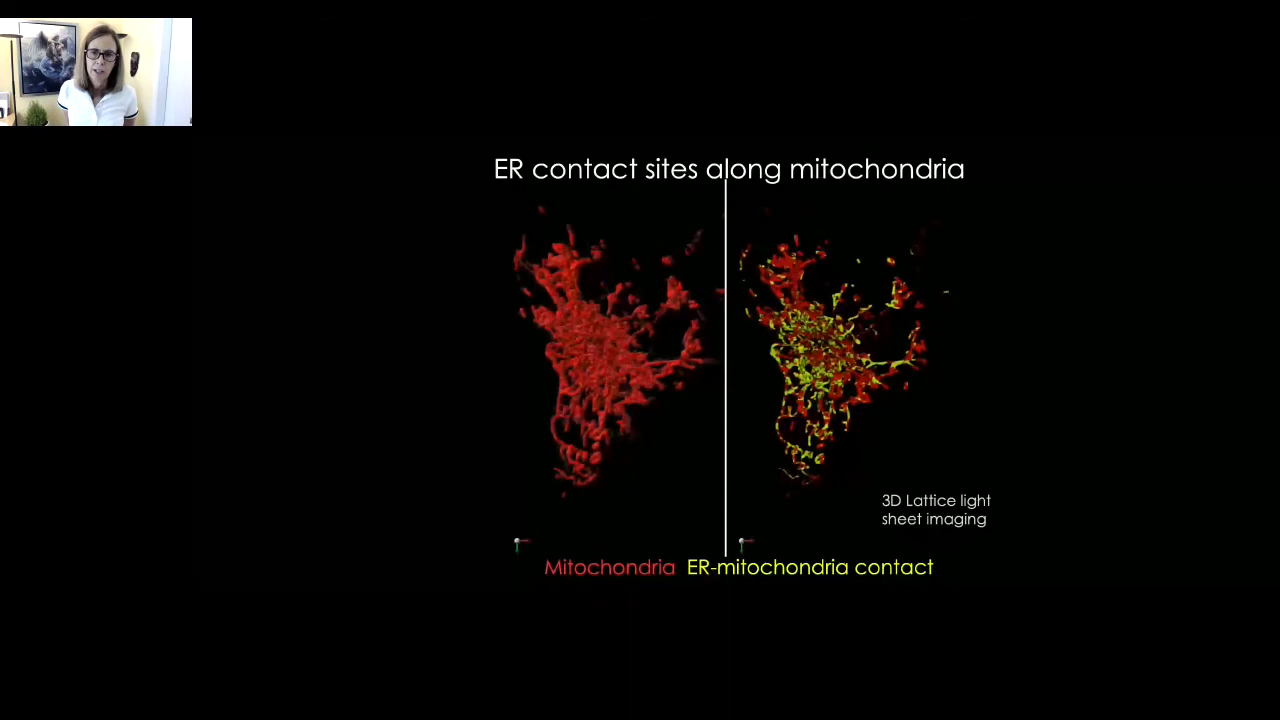 ER contact sites along mitochondria
3D Lattice light
sheet imaging
Mitochondria ER-mitochondria contact